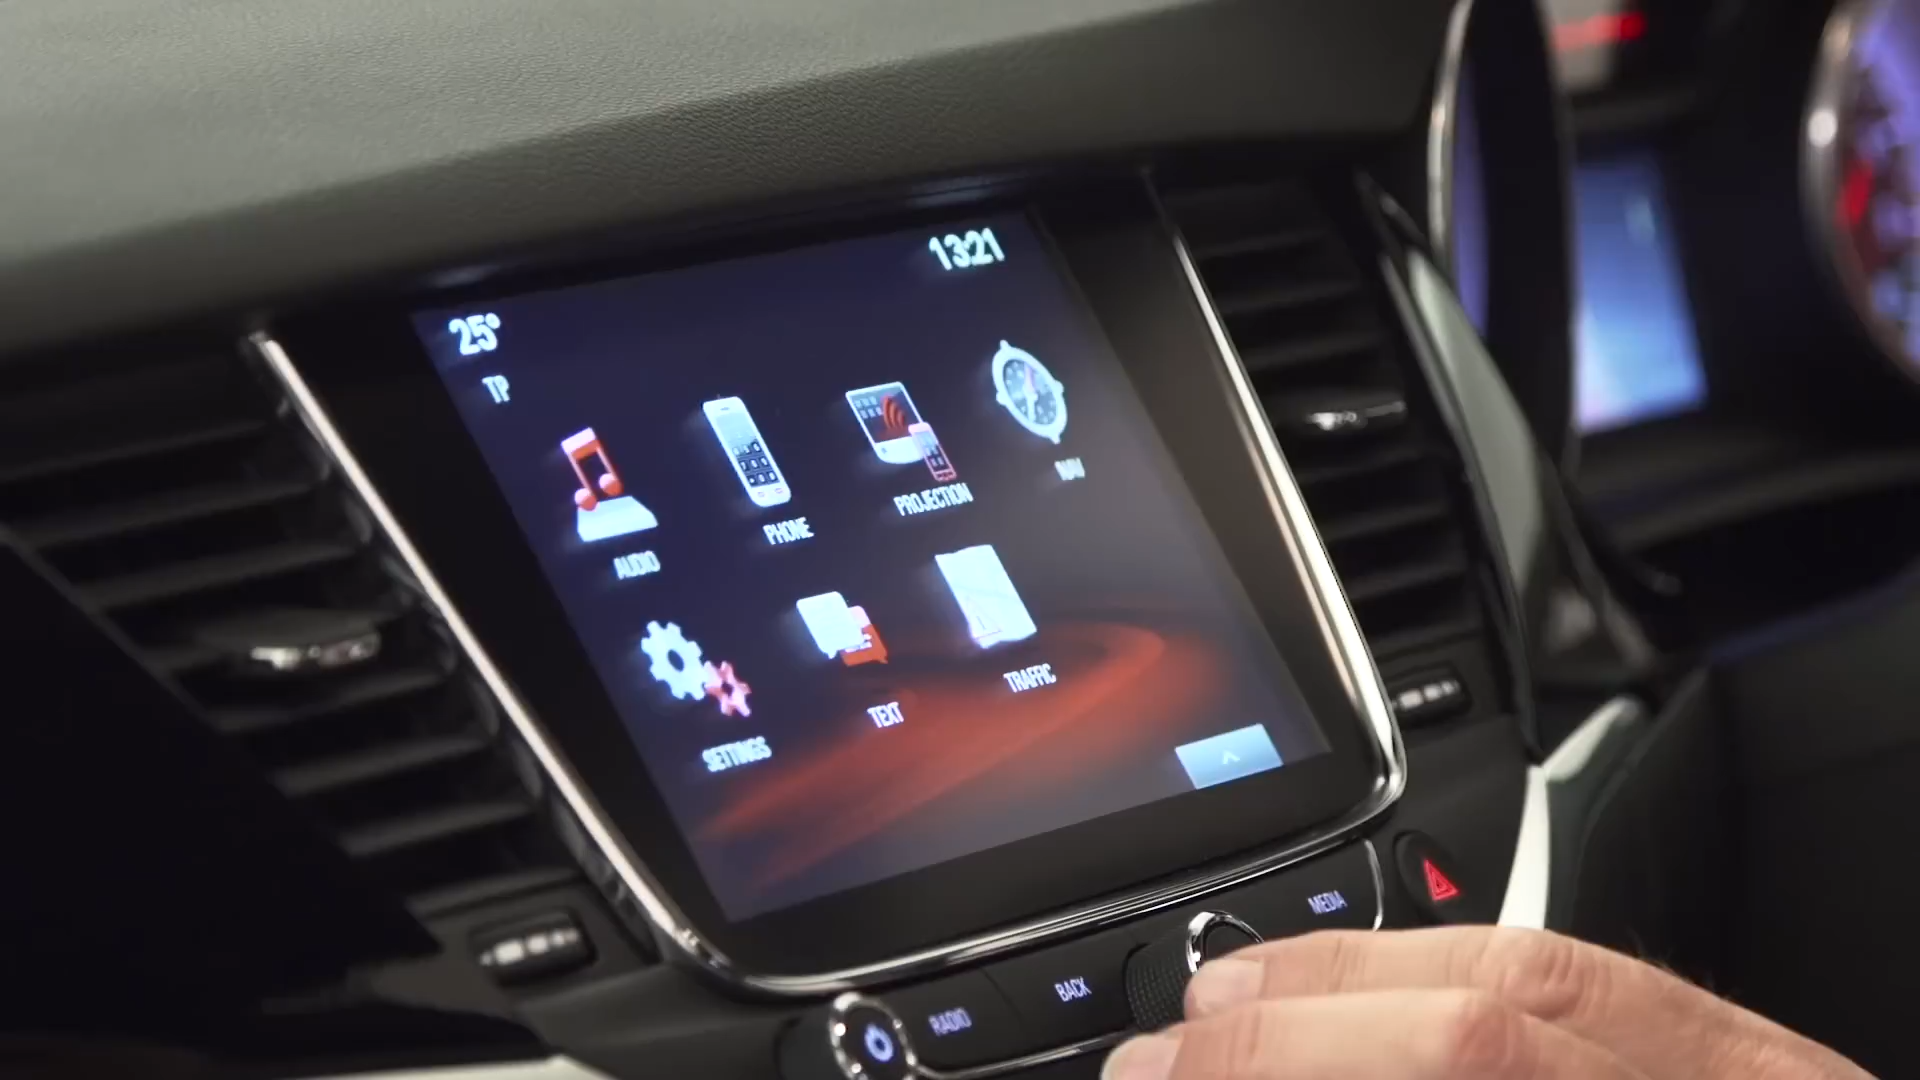 13:21
25°
TP
AUDIO
PHONE
PROJECTION
NAV
SETTINGS
TEXT
TRAFFIC
RADIO
BACK
MEDIA